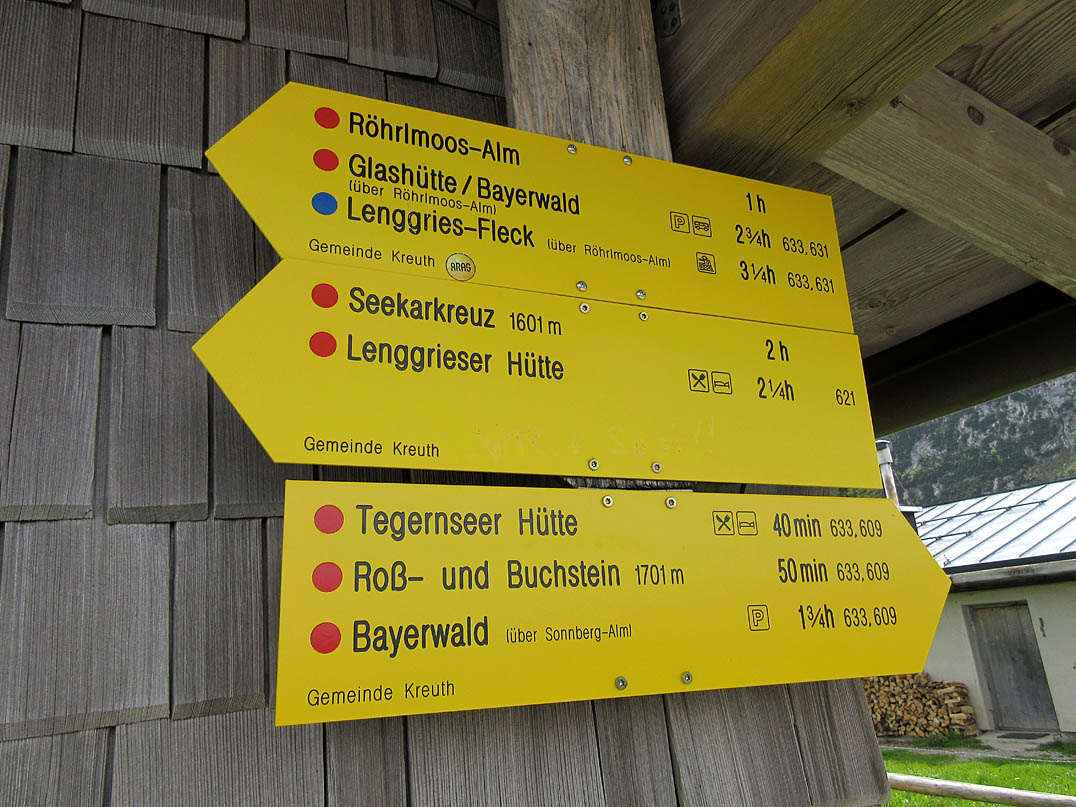 Röhrlmoos-Alm 1 h
Glashütte / Bayerwald P 2¾h 633, 631
(über Röhrlmoos-Alm)
Lenggries-Fleck (über Röhrlmoos-Alm) 3¼h 633, 631
Gemeinde Kreuth ARAG
Seekarkreuz 1601 m 2 h
Lenggrieser Hütte 2¼h 621
Gemeinde Kreuth
Tegernseer Hütte 40 min 633, 609
Roß- und Buchstein 1701 m 50 min 633, 609
Bayerwald (über Sonnberg-Alm) P 1¾h 633, 609
Gemeinde Kreuth